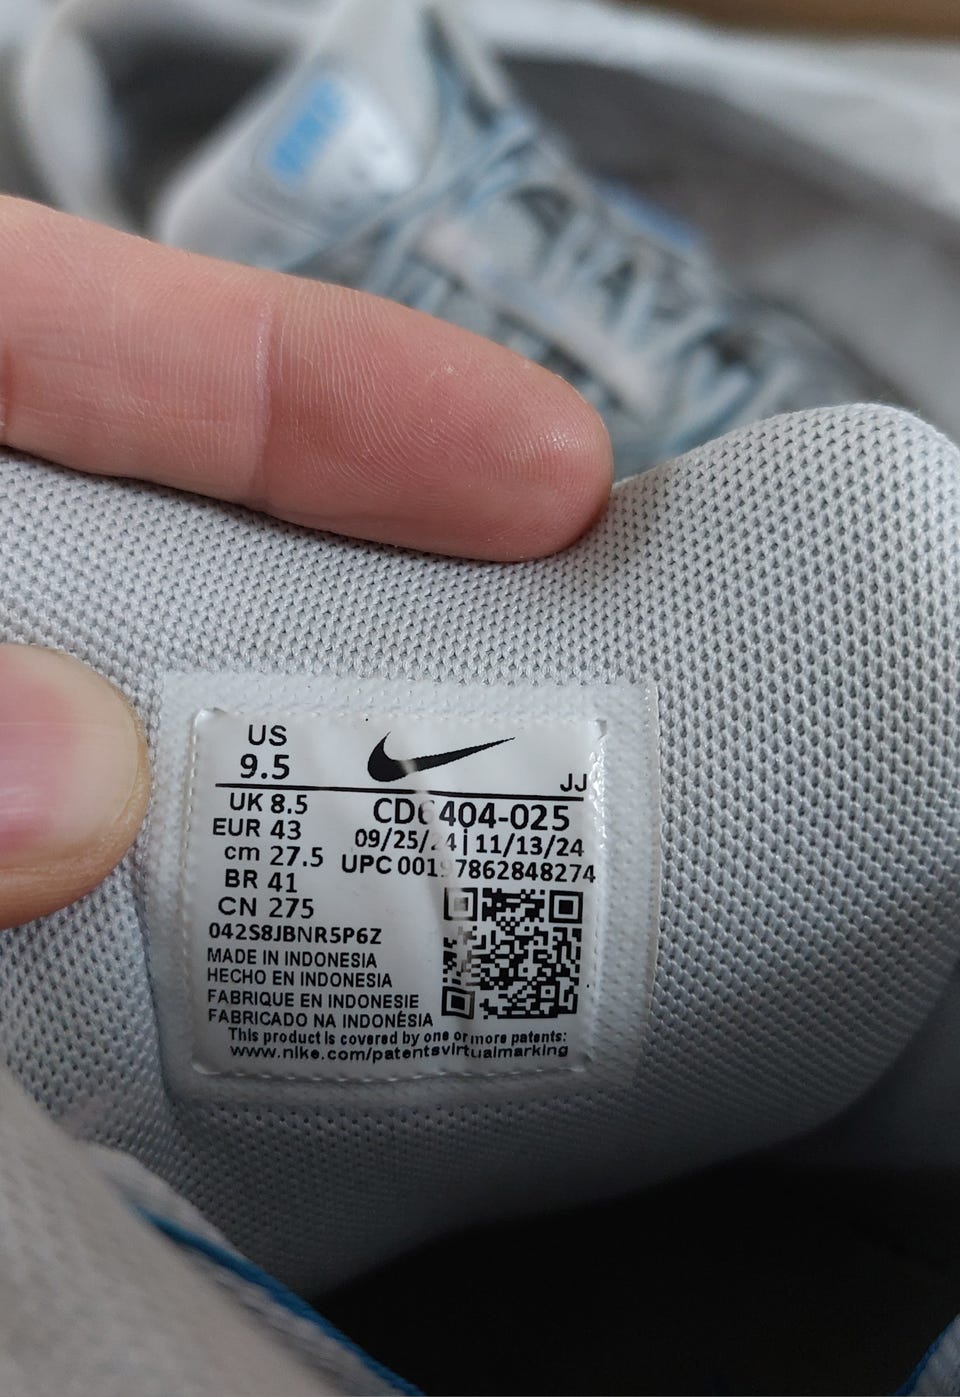 US
9.5
JJ
UK 8.5
EUR 43
cm 27.5
BR 41
CN 275
CD6404-025
09/25/24 | 11/13/24
UPC 00197862848274
042S8JBNR5P6Z
MADE IN INDONESIA
HECHO EN INDONESIA
FABRIQUE EN INDONESIE
FABRICADO NA INDONÉSIA
This product is covered by one or more patents:
www.nike.com/patentsvirtualmarking